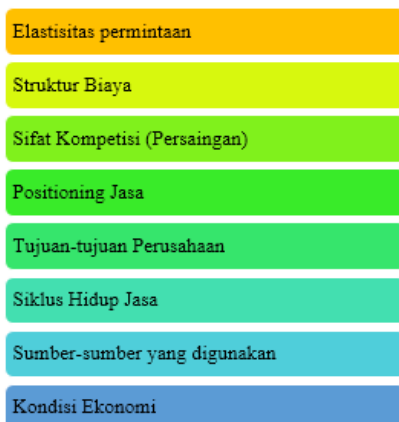 Elastisitas permintaan
Struktur Biaya
Sifat Kompetisi (Persaingan)
Positioning Jasa
Tujuan-tujuan Perusahaan
Siklus Hidup Jasa
Sumber-sumber yang digunakan
Kondisi Ekonomi